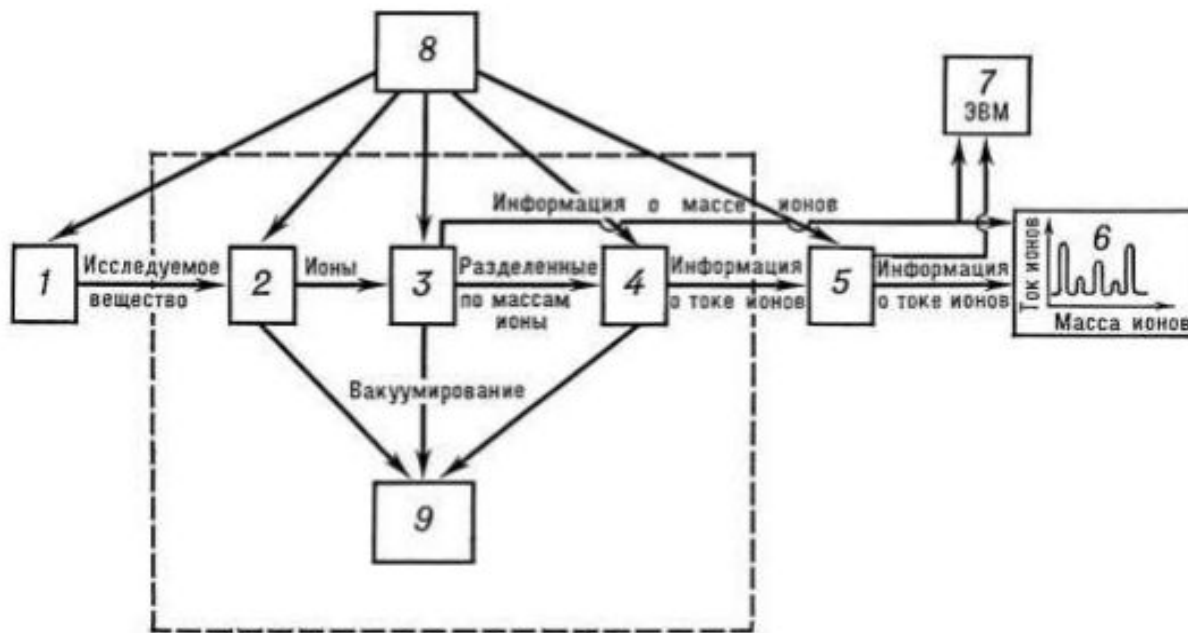 8
7
ЭВМ
Информация о массе ионов
1
Исследуемое
вещество
2
Ионы
3
Разделенные
по массам
ионы
4
Информация
о токе ионов
5
Информация
о токе ионов
6
Ток ионов
Масса ионов
Вакуумирование
9